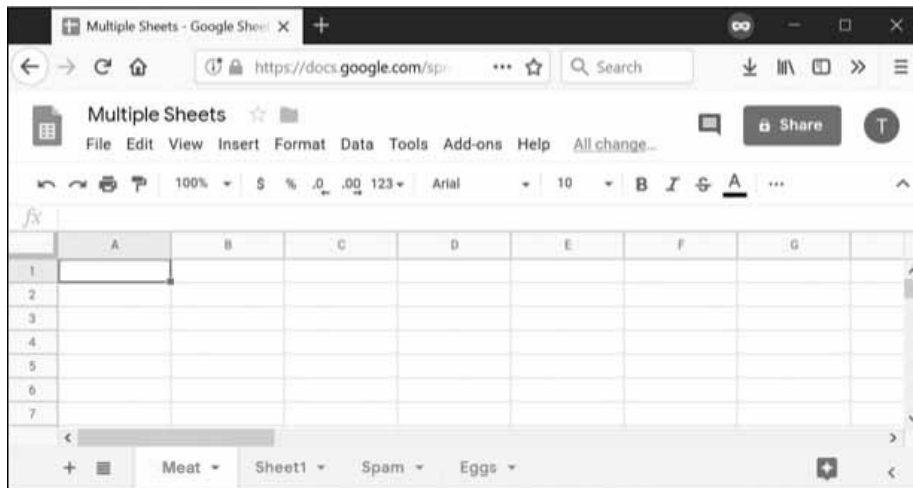 Multiple Sheets - Google Sheet
https://docs.google.com/spr
Search
Multiple Sheets
Share
T
File Edit View Insert Format Data Tools Add-ons Help All change...
100% $ % .0 .00 123 Arial 10 B I S A
fx
A B C D E F G
1
2
3
4
5
6
7
Meat Sheet1 Spam Eggs